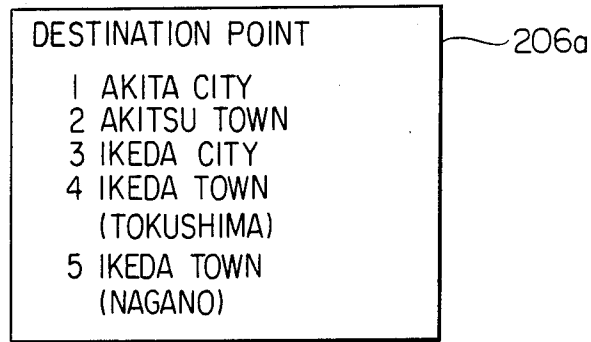 DESTINATION POINT
206a
1 AKITA CITY
2 AKITSU TOWN
3 IKEDA CITY
4 IKEDA TOWN
(TOKUSHIMA)
5 IKEDA TOWN
(NAGANO)